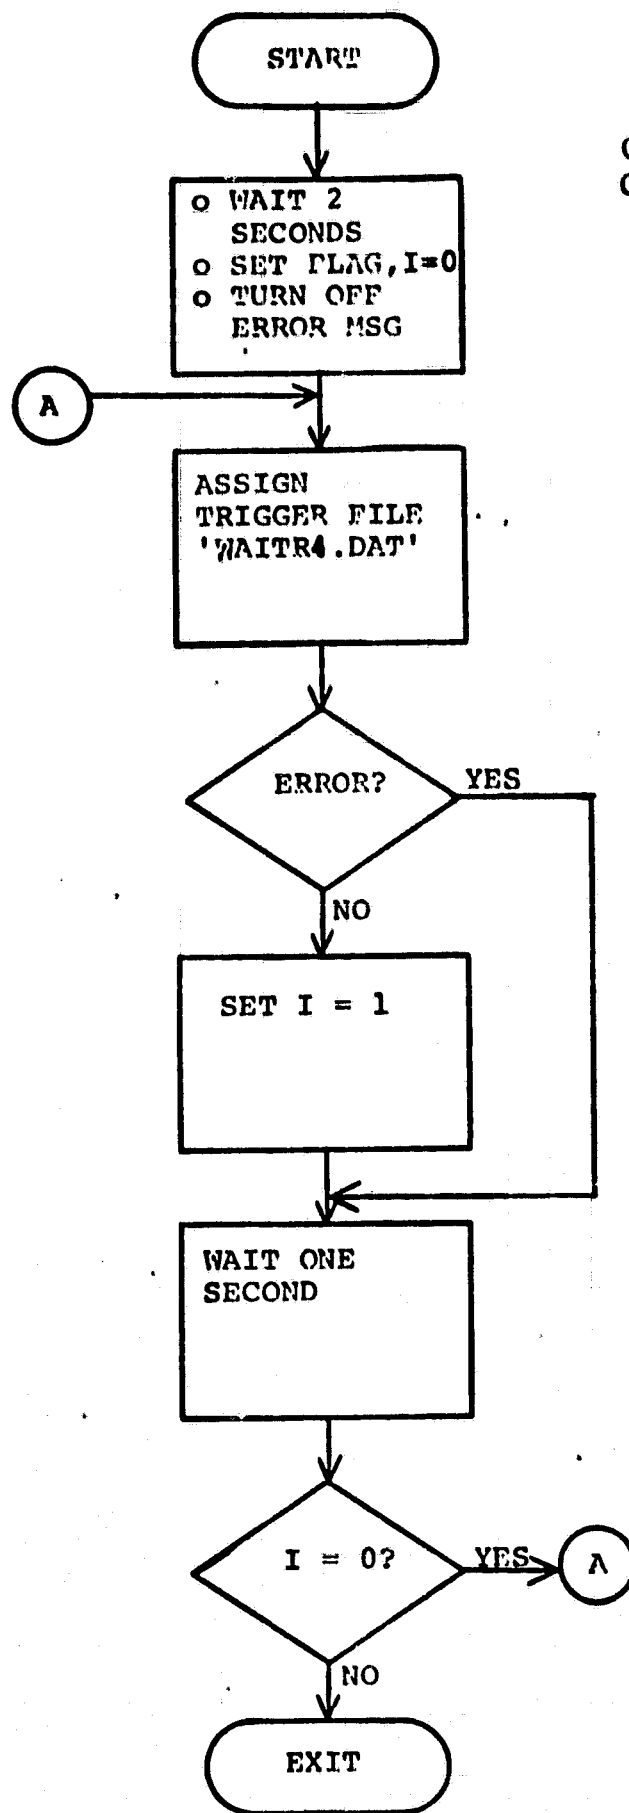 START
o WAIT 2
SECONDS
o SET FLAG,I=0
o TURN OFF
ERROR MSG
A
ASSIGN
TRIGGER FILE
'WAITR4.DAT'
ERROR?
YES
NO
SET I = 1
WAIT ONE
SECOND
I = 0?
YES
A
NO
EXIT